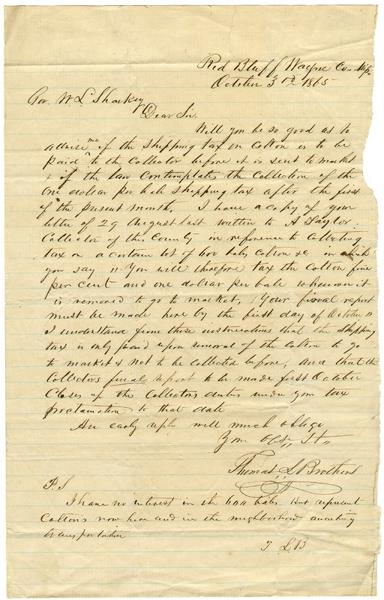 Red Bluff Wayne Co. Mip
October 3rd 1865
Gov. W L Sharkey
Dear Sir
Will you be so good as to
advise me if the shipping tax on Cotton is to be
paid to the Collector before it is sent to market
& if the law contemplates the Collection of the
one dollar per bale shipping tax after the first
of the present month. I have a copy of your
letter of 29 August last written to A Taylor
Collector of this County in reference to Collecting
tax on a certain lot of 600 bales cotton &c in which
you say "You will therefore tax the Cotton five
per cent and one dollar per bale whenever it
is removed to go to market. Your final report
must be made here by the first day of October"
I understand from those instructions that the shipping
tax is only paid upon removal of the cotton to go
to market & not to be collected before, and that the
Collectors final report to be made first October
Closes up the Collectors duties under your tax
proclamation to that date
An early reply will much oblige
Your Obt, St,
Thomas S Brothers
P.S
I have no interest in the 600 bales. But represent
Cottons now here and in the neighborhood awaiting
transportation
T S B